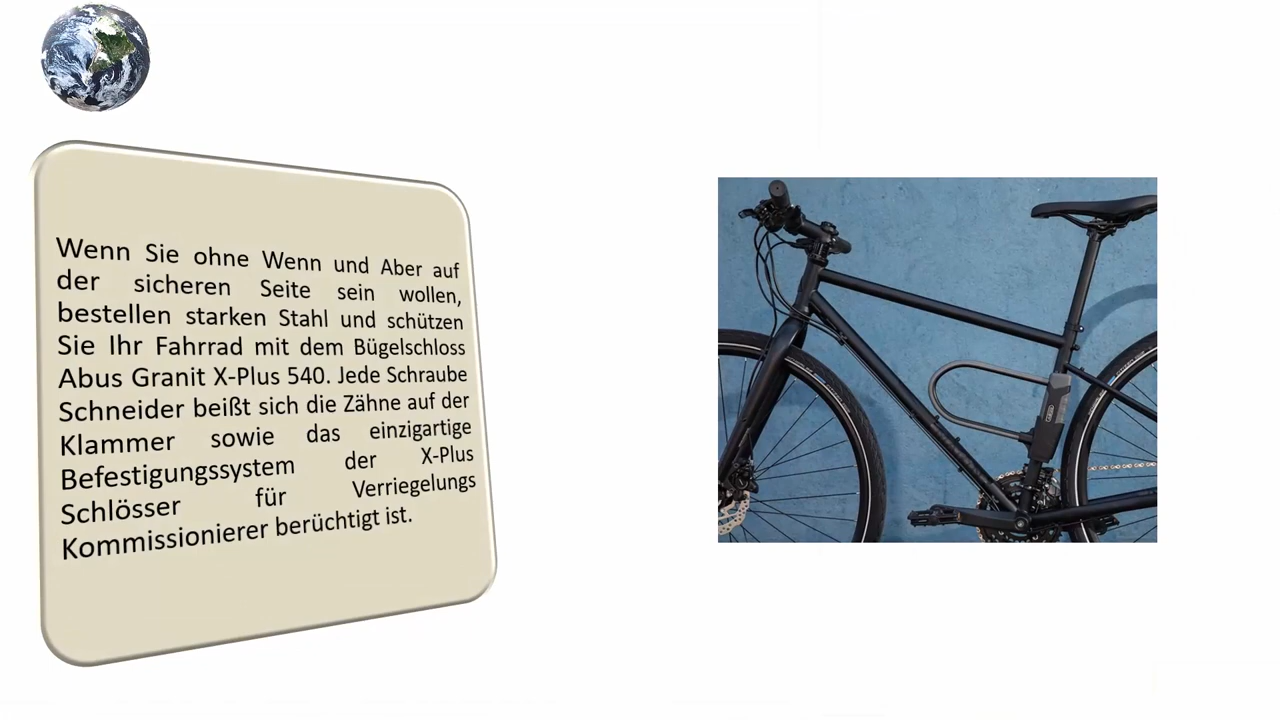 Wenn Sie ohne Wenn und Aber auf
der sicheren Seite sein wollen,
bestellen starken Stahl und schützen
Sie Ihr Fahrrad mit dem Bügelschloss
Abus Granit X-Plus 540. Jede Schraube
Schneider beißt sich die Zähne auf der
Klammer sowie das einzigartige
Befestigungssystem der X-Plus
Schlösser für Verriegelungs
Kommissionierer berüchtigt ist.